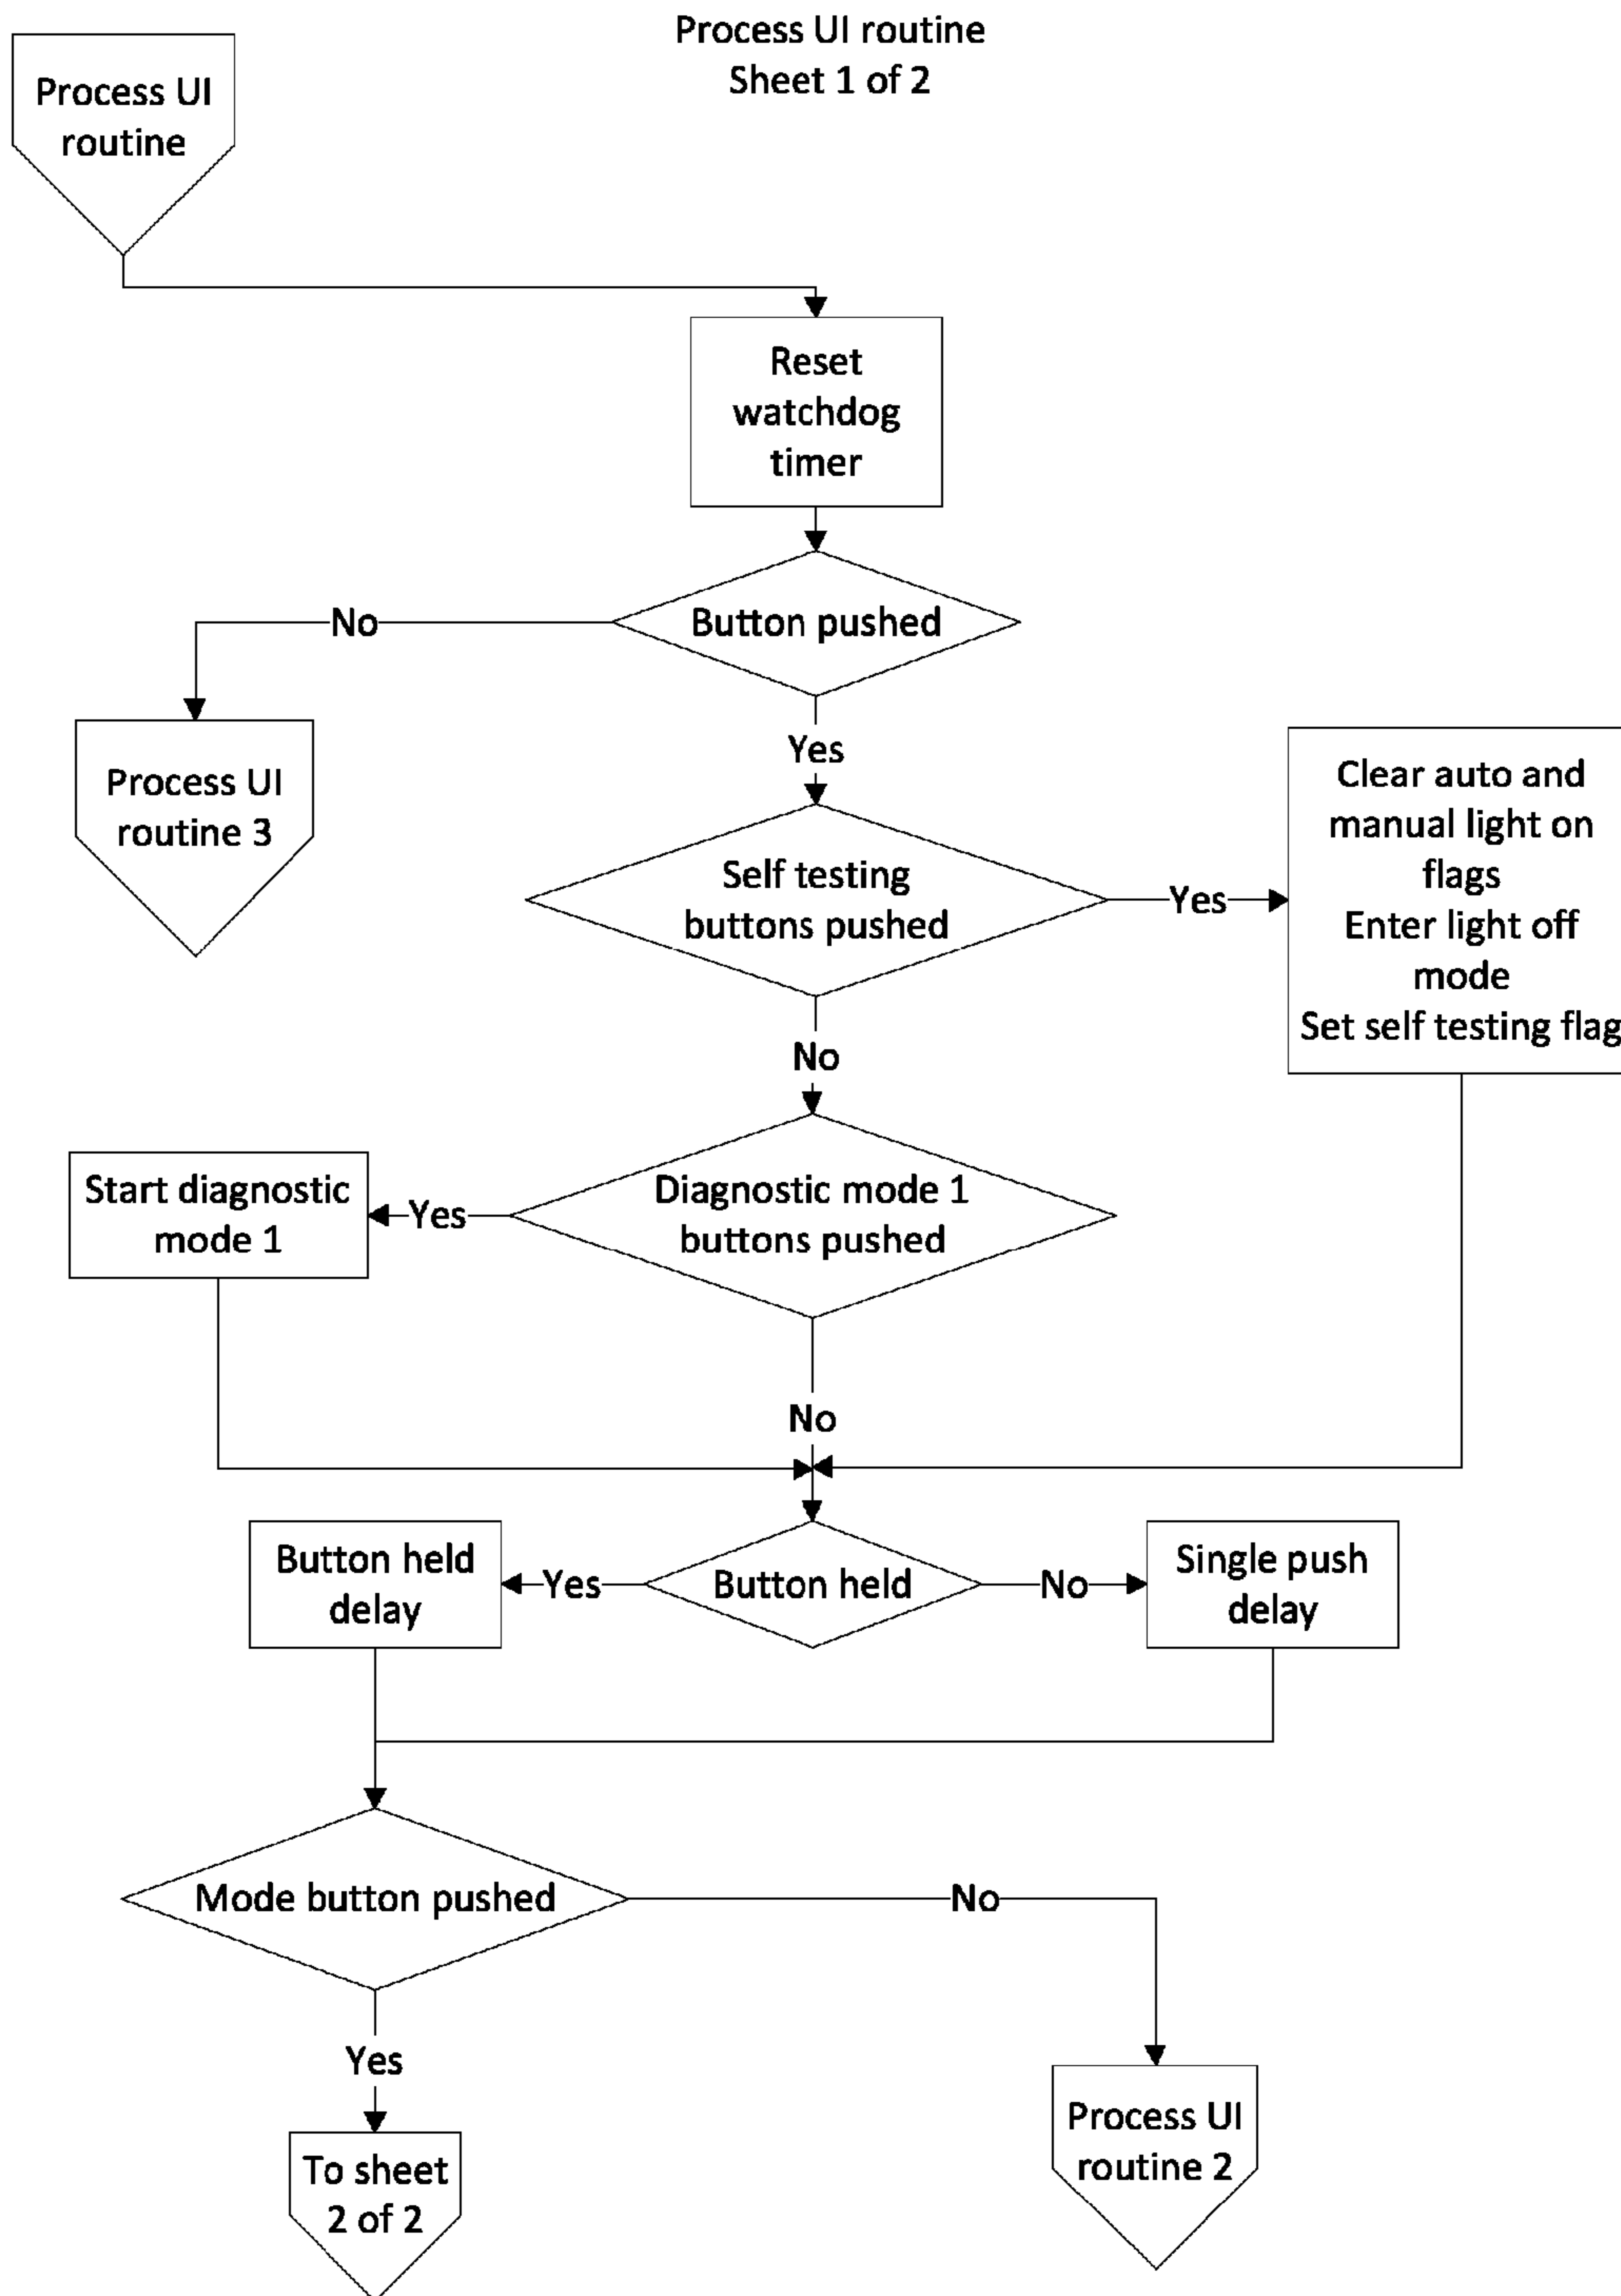 Process UI routine
Sheet 1 of 2
Process UI
routine
Reset
watchdog
timer
Button pushed
No
Yes
Process UI
routine 3
Self testing
buttons pushed
Yes
Clear auto and
manual light on
flags
Enter light off
mode
Set self testing flag
No
Diagnostic mode 1
buttons pushed
Yes
Start diagnostic
mode 1
No
Button held
Yes
Button held
delay
No
Single push
delay
Mode button pushed
No
Yes
To sheet
2 of 2
Process UI
routine 2